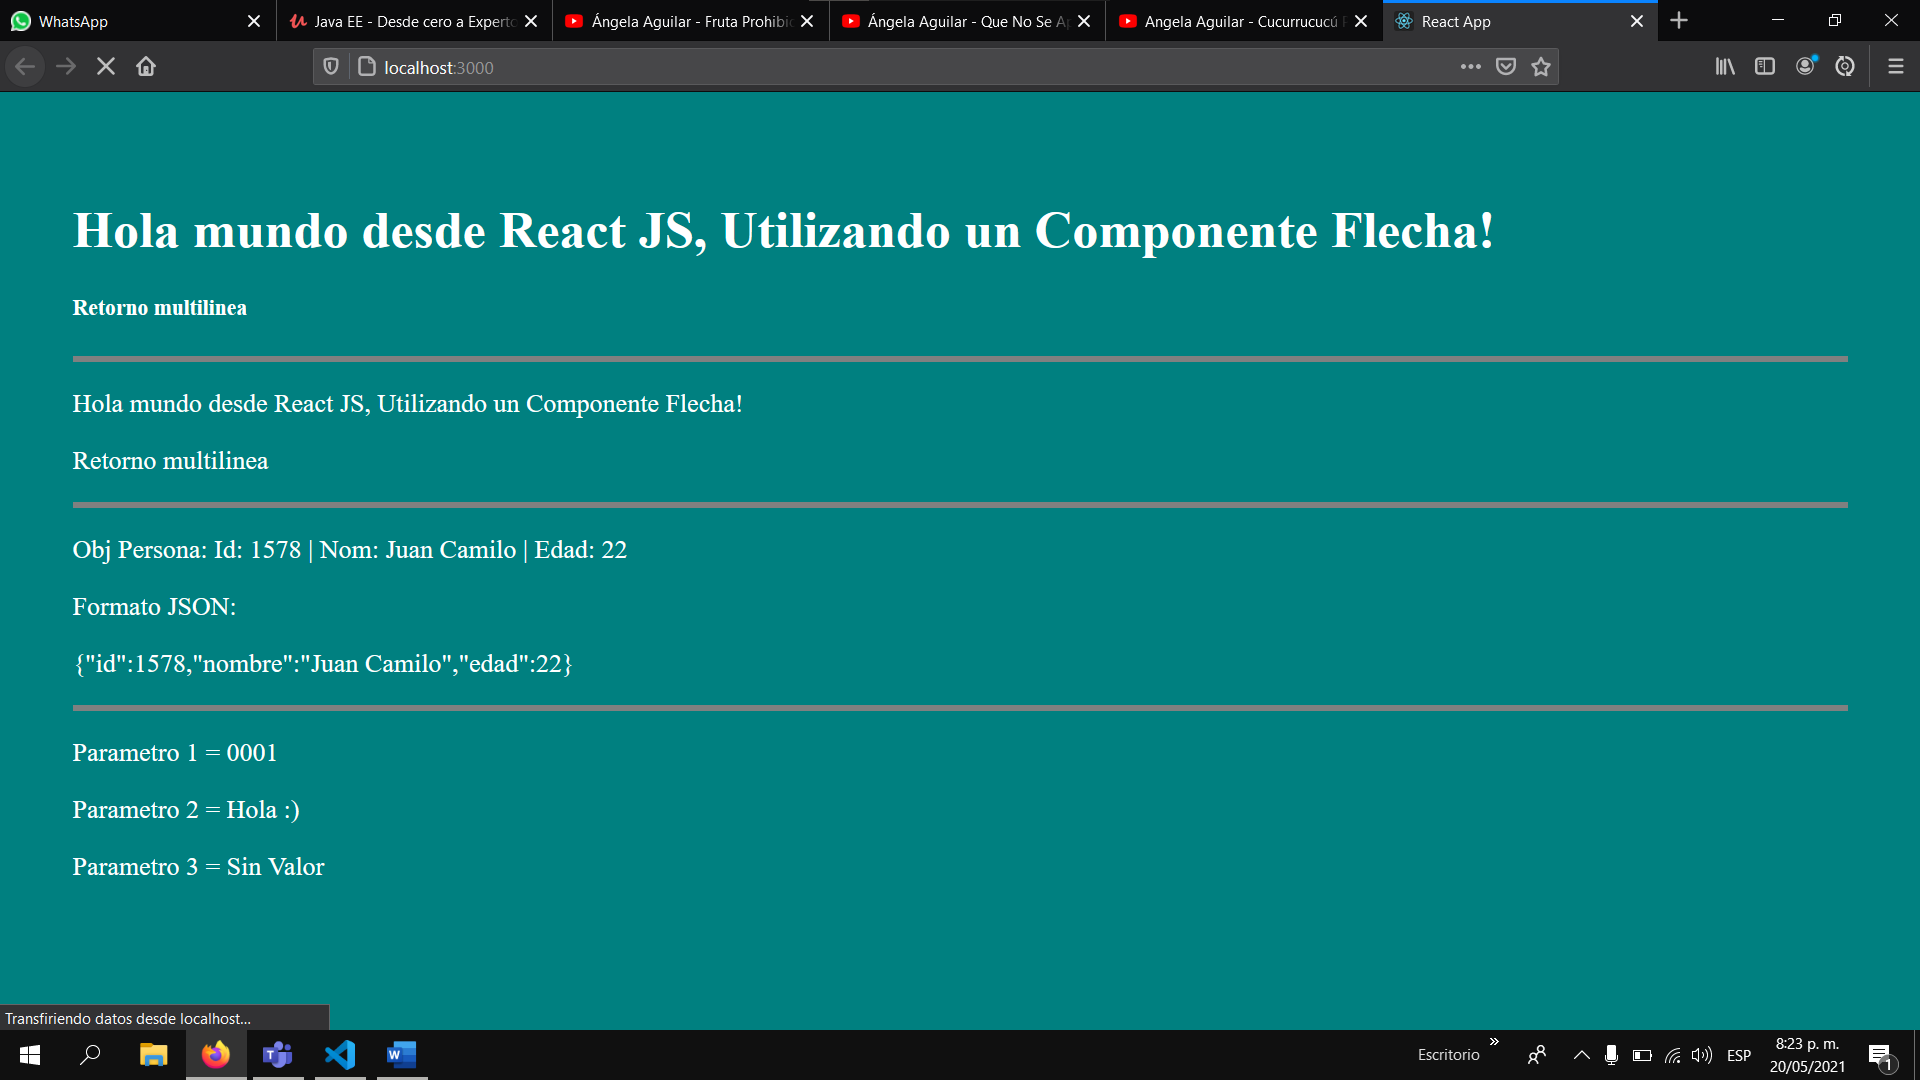 WhatsApp
Java EE - Desde cero a Experto
Ángela Aguilar - Fruta Prohibic
Ángela Aguilar - Que No Se Ap
Angela Aguilar - Cucurrucucú
React App
localhost:3000
Hola mundo desde React JS, Utilizando un Componente Flecha!
Retorno multilinea
Hola mundo desde React JS, Utilizando un Componente Flecha!
Retorno multilinea
Obj Persona: Id: 1578 | Nom: Juan Camilo | Edad: 22
Formato JSON:
{"id":1578,"nombre":"Juan Camilo","edad":22}
Parametro 1 = 0001
Parametro 2 = Hola :)
Parametro 3 = Sin Valor
Transfiriendo datos desde localhost...
Escritorio
ESP
8:23 p. m.
20/05/2021
1